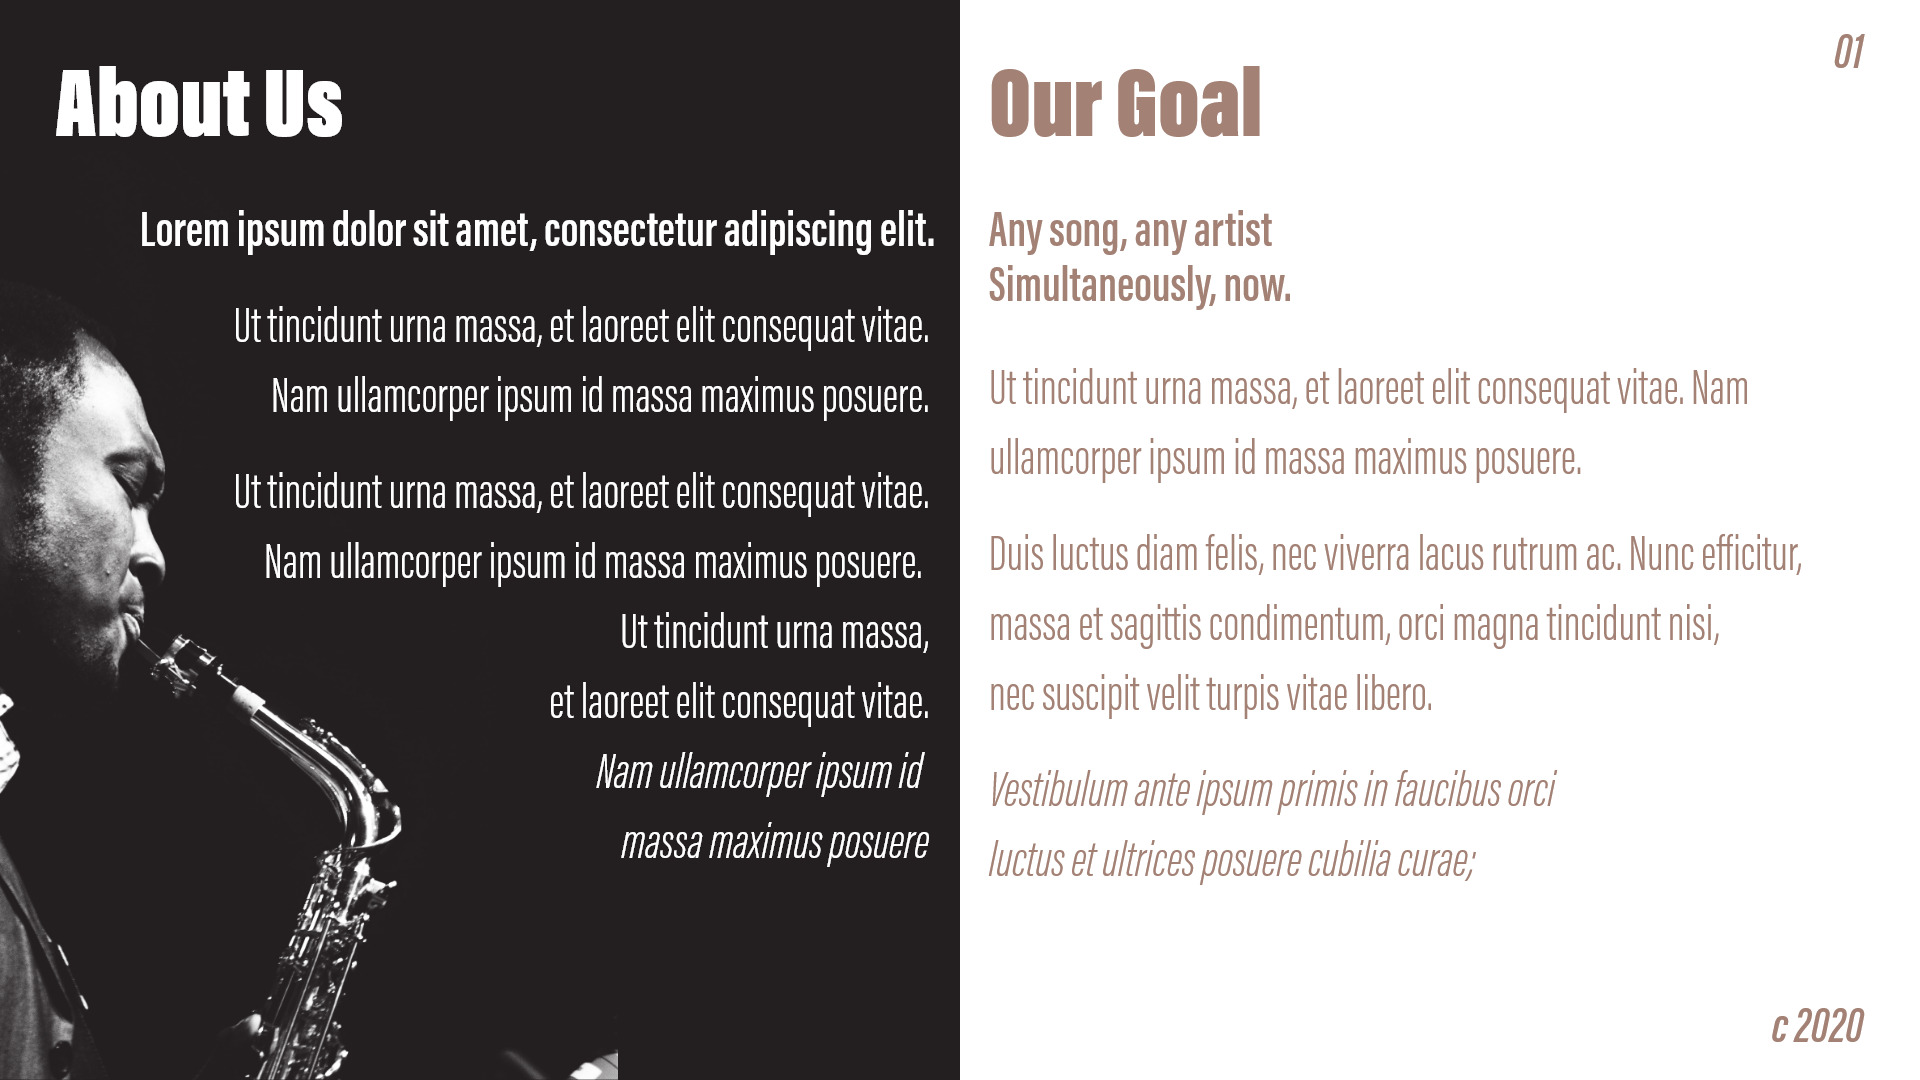 About Us
Lorem ipsum dolor sit amet, consectetur adipiscing elit.
Ut tincidunt urna massa, et laoreet elit consequat vitae.
Nam ullamcorper ipsum id massa maximus posuere.
Ut tincidunt urna massa, et laoreet elit consequat vitae.
Nam ullamcorper ipsum id massa maximus posuere.
Ut tincidunt urna massa,
et laoreet elit consequat vitae.
Nam ullamcorper ipsum id
massa maximus posuere
01
Our Goal
Any song, any artist
Simultaneously, now.
Ut tincidunt urna massa, et laoreet elit consequat vitae. Nam
ullamcorper ipsum id massa maximus posuere.
Duis luctus diam felis, nec viverra lacus rutrum ac. Nunc efficitur,
massa et sagittis condimentum, orci magna tincidunt nisi,
nec suscipit velit turpis vitae libero.
Vestibulum ante ipsum primis in faucibus orci
luctus et ultrices posuere cubilia curae;
c 2020